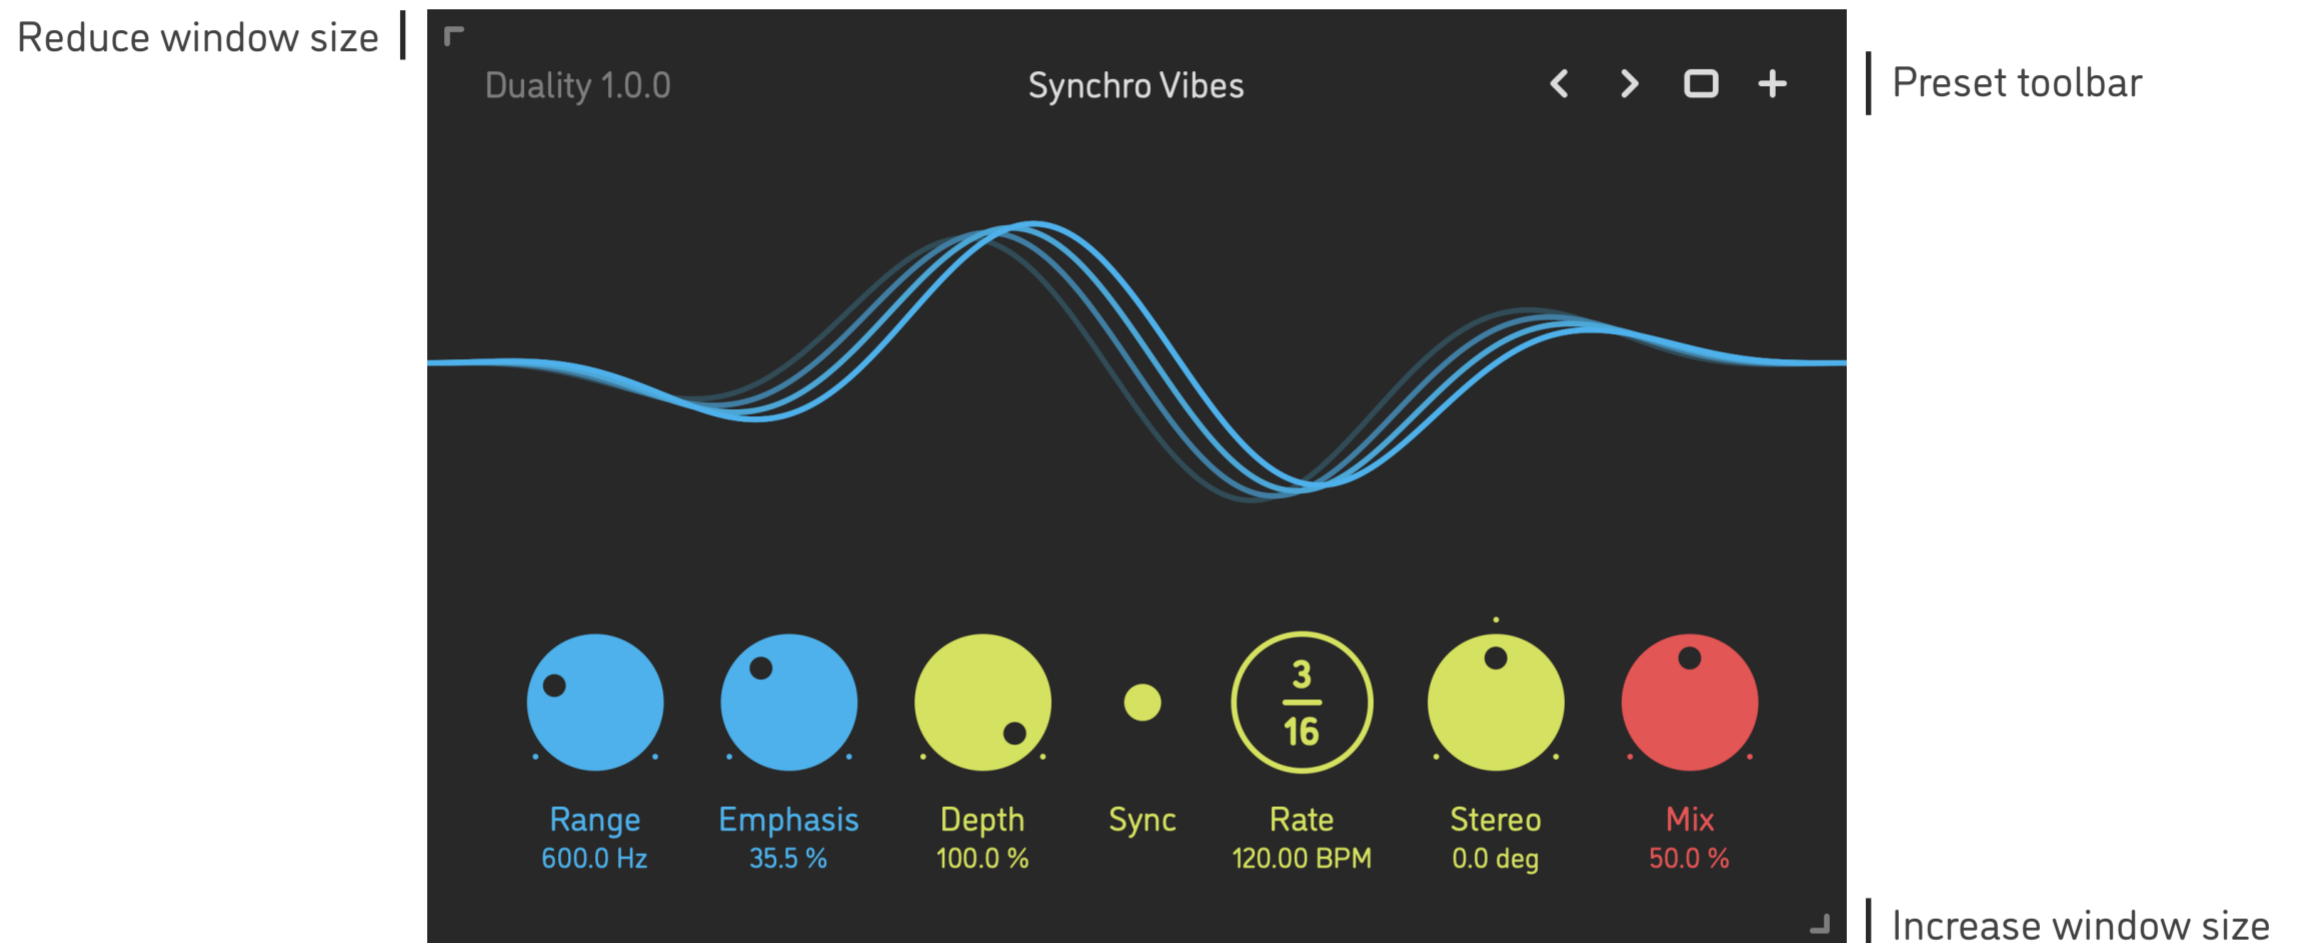 Reduce window size
Duality 1.0.0
Synchro Vibes
Preset toolbar
3
16
Range
Emphasis
Depth
Sync
Rate
Stereo
Mix
600.0 Hz
35.5 %
100.0 %
120.00 BPM
0.0 deg
50.0 %
Increase window size